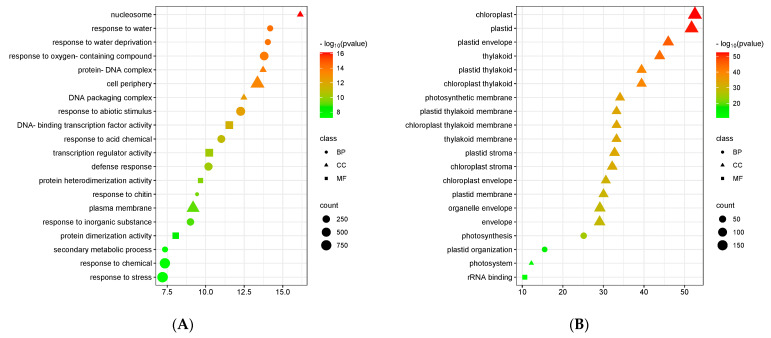 nucleosome
response to water
response to water deprivation
response to oxygen- containing compound
protein- DNA complex
cell periphery
DNA packaging complex
response to abiotic stimulus
DNA- binding transcription factor activity
response to acid chemical
transcription regulator activity
defense response
protein heterodimerization activity
response to chitin
plasma membrane
response to inorganic substance
protein dimerization activity
secondary metabolic process
response to chemical
response to stress
7.5 10.0 12.5 15.0
- log10(pvalue)
16
14
12
10
8
class
BP
CC
MF
count
250
500
750
(A)
chloroplast
plastid
plastid envelope
thylakoid
plastid thylakoid
chloroplast thylakoid
photosynthetic membrane
plastid thylakoid membrane
chloroplast thylakoid membrane
thylakoid membrane
plastid stroma
chloroplast stroma
chloroplast envelope
plastid membrane
organelle envelope
envelope
photosynthesis
plastid organization
photosystem
rRNA binding
10 20 30 40 50
- log10(pvalue)
50
40
30
20
class
BP
CC
MF
count
50
100
150
(B)